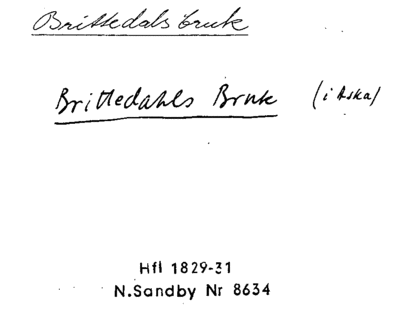 Brittedals bruk
Brittedahls Bruk (i Aska)
Hfl 1829-31
N.Sandby Nr 8634